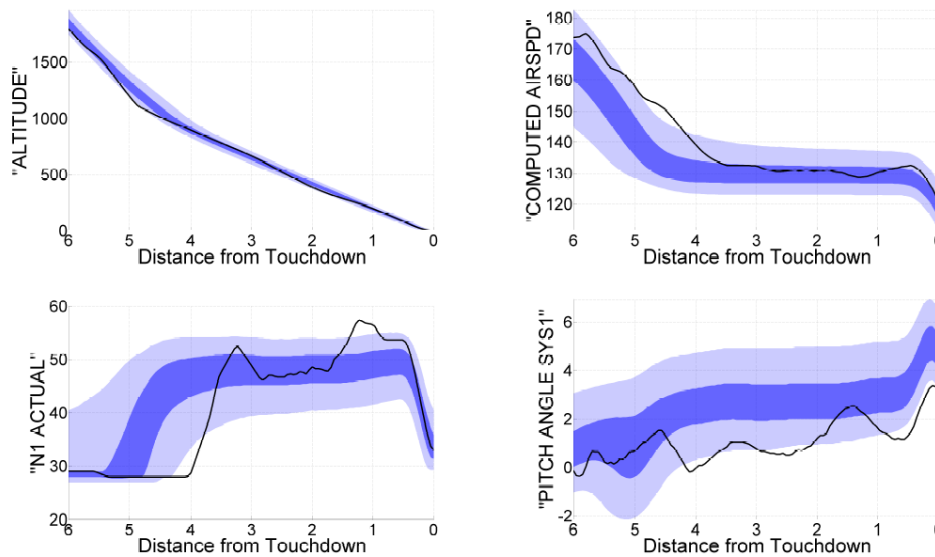 "ALTITUDE"
1500
1000
500
0
6 5 4 3 2 1 0
Distance from Touchdown
"COMPUTED AIRSPD"
180
170
160
150
140
130
120
6 5 4 3 2 1 0
Distance from Touchdown
"N1 ACTUAL"
60
50
40
30
20
6 5 4 3 2 1 0
Distance from Touchdown
"PITCH ANGLE SYS1"
6
4
2
0
-2
6 5 4 3 2 1 0
Distance from Touchdown